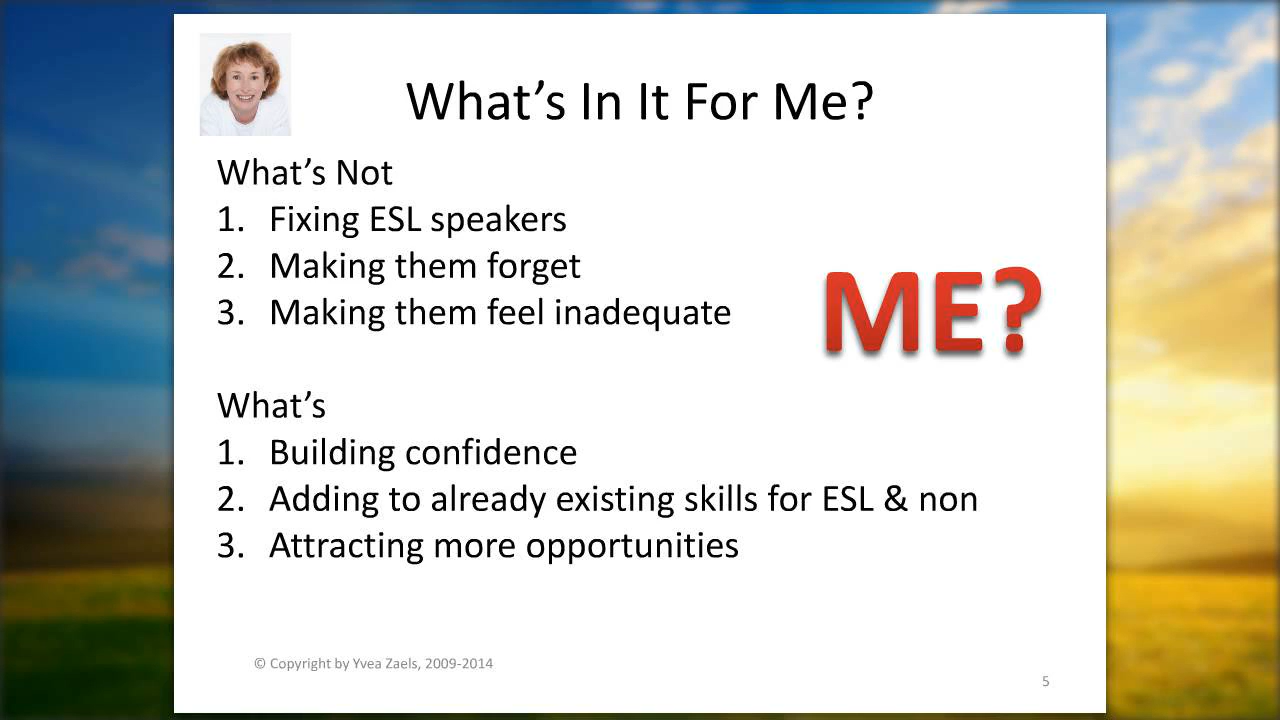 What’s In It For Me?
What’s Not
1. Fixing ESL speakers
2. Making them forget
3. Making them feel inadequate
ME?
What’s
1. Building confidence
2. Adding to already existing skills for ESL & non
3. Attracting more opportunities
© Copyright by Yvea Zaels, 2009-2014
5